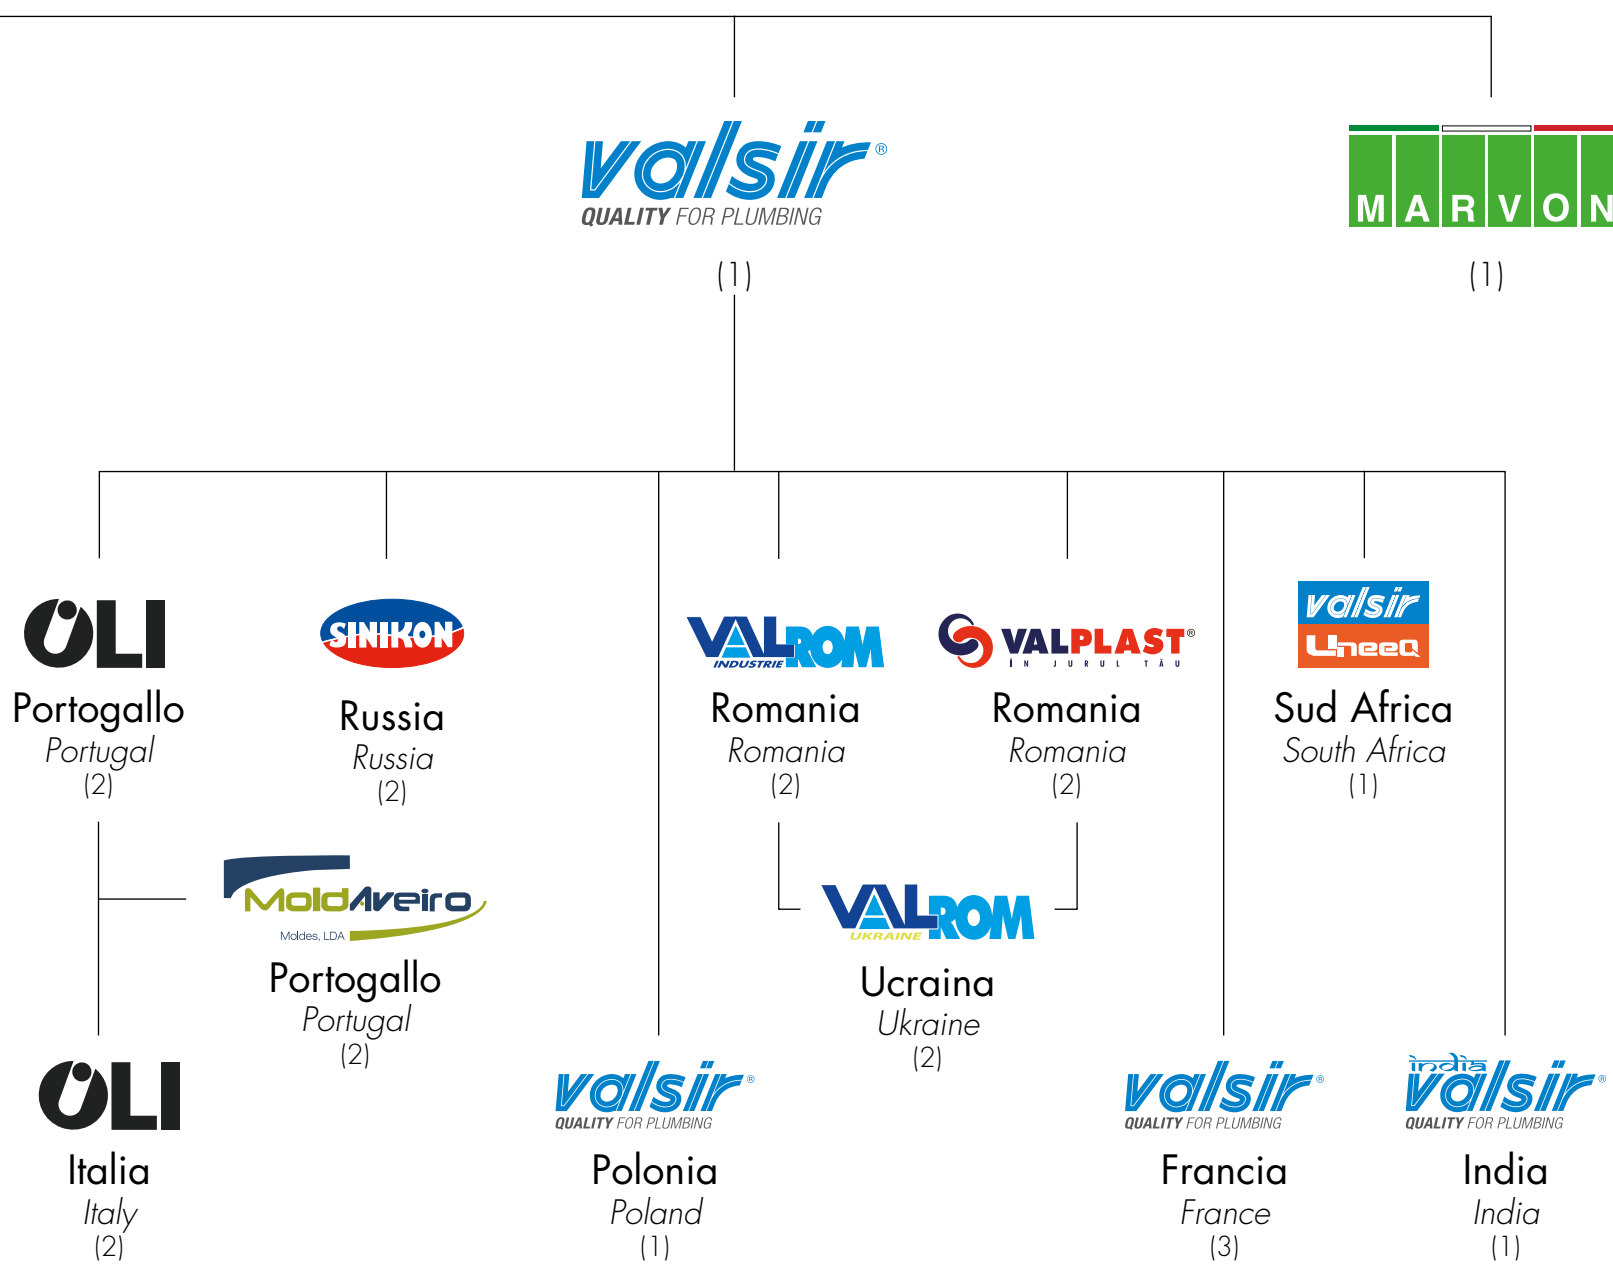 valsir®
QUALITY FOR PLUMBING
(1)
MARVON
(1)
OLI
Portogallo
Portugal
(2)
SINIKON
Russia
Russia
(2)
VALROM
INDUSTRIE
Romania
Romania
(2)
VALPLAST®
ÎN JURUL TĂU
Romania
Romania
(2)
valsir
UneeQ
Sud Africa
South Africa
(1)
MoldAveiro
Moldes, LDA
Portogallo
Portugal
(2)
VALROM
UKRAINE
Ucraina
Ukraine
(2)
OLI
Italia
Italy
(2)
valsir®
QUALITY FOR PLUMBING
Polonia
Poland
(1)
valsir®
QUALITY FOR PLUMBING
Francia
France
(3)
india
valsir®
QUALITY FOR PLUMBING
India
India
(1)